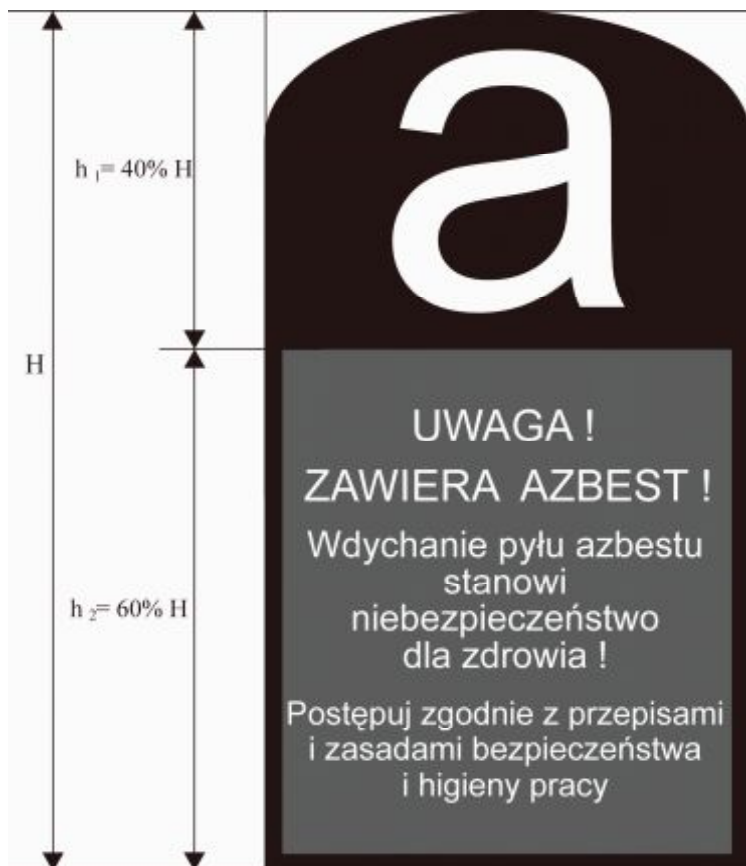 a
h 1= 40% H
H
UWAGA !
ZAWIERA AZBEST !
Wdychanie pyłu azbestu
stanowi
niebezpieczeństwo
dla zdrowia !
h 2= 60% H
Postępuj zgodnie z przepisami
i zasadami bezpieczeństwa
i higieny pracy